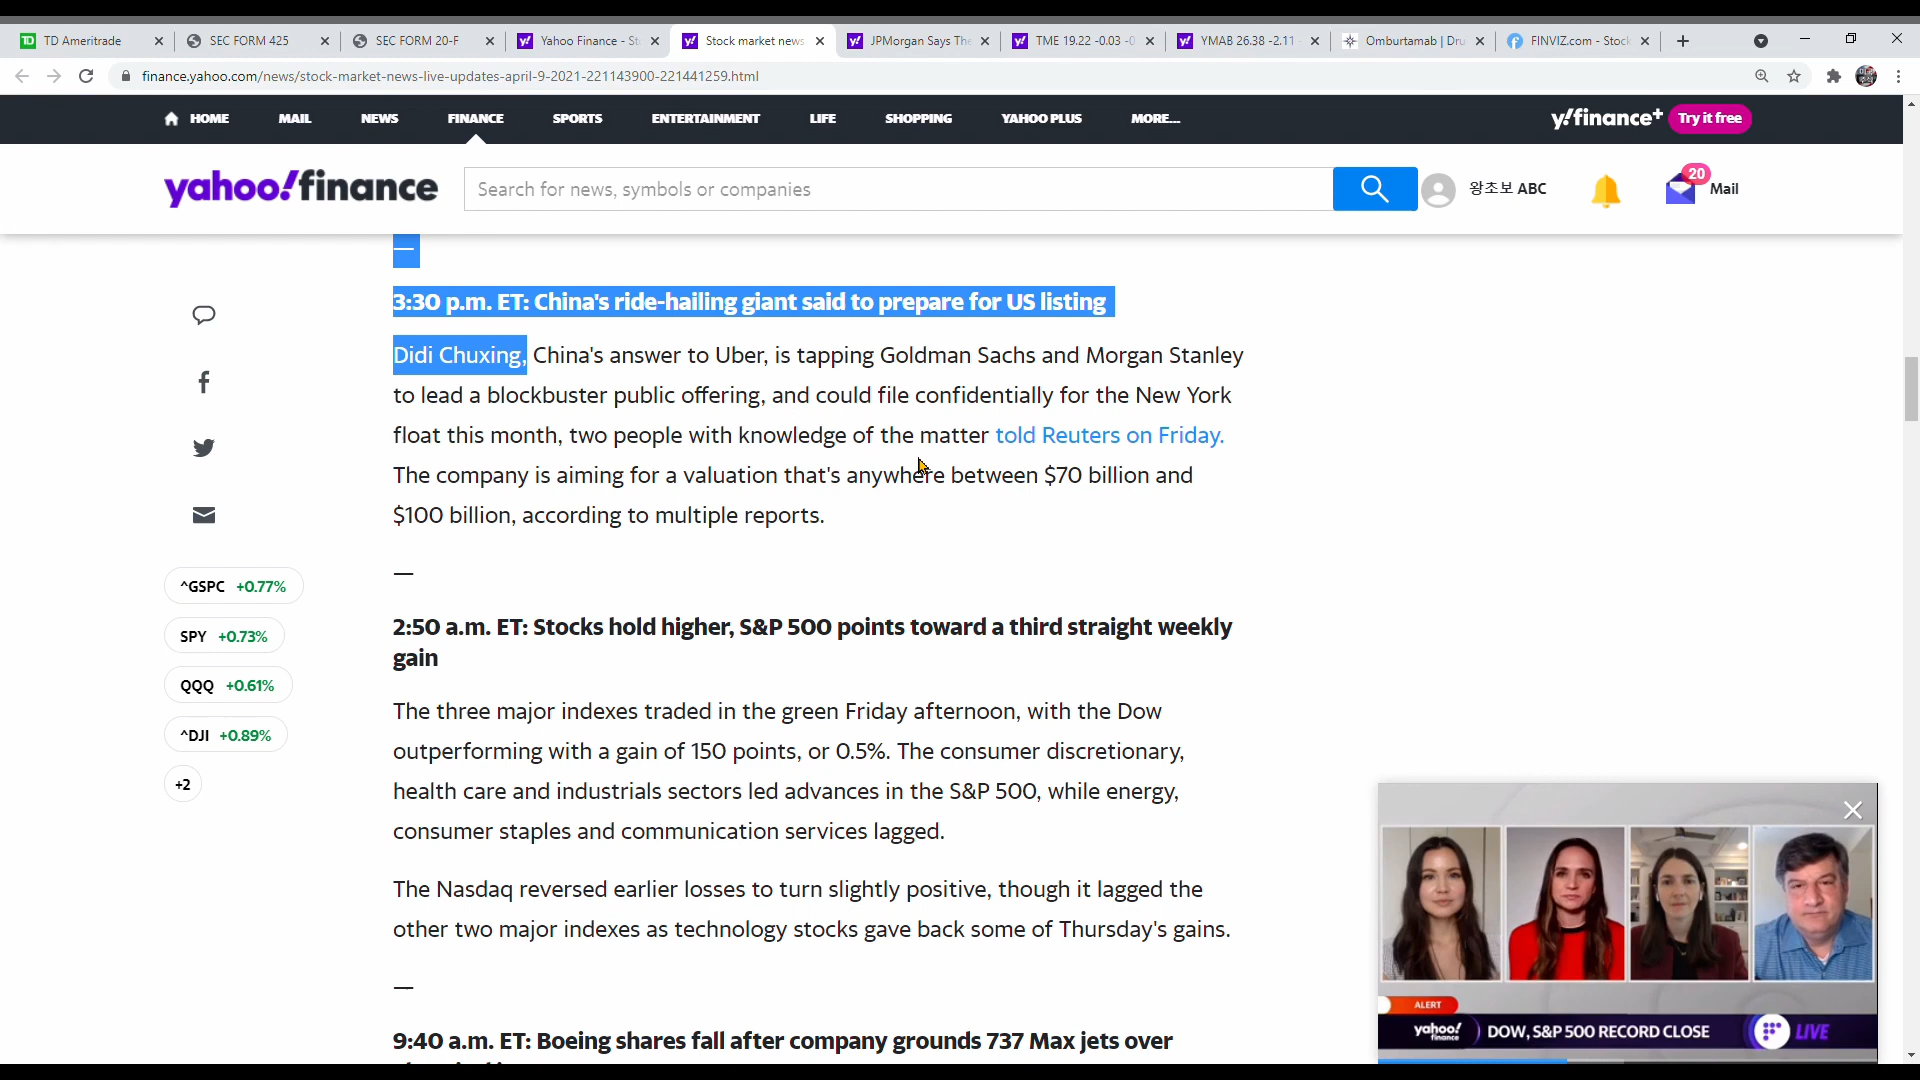 TD Ameritrade
SEC FORM 425
SEC FORM 20-F
Yahoo Finance - St
Stock market news
JPMorgan Says The
TME 19.22 -0.03 -0
YMAB 26.38 -2.11
Omburtamab | Dru
FINVIZ.com - Stock
finance.yahoo.com/news/stock-market-news-live-updates-april-9-2021-221143900-221441259.html
HOME MAIL NEWS FINANCE SPORTS ENTERTAINMENT LIFE SHOPPING YAHOO PLUS MORE...
y!finance+ Try it free
yahoo!finance
Search for news, symbols or companies
왕초보 ABC
20
Mail
—
3:30 p.m. ET: China's ride-hailing giant said to prepare for US listing
Didi Chuxing, China's answer to Uber, is tapping Goldman Sachs and Morgan Stanley
to lead a blockbuster public offering, and could file confidentially for the New York
float this month, two people with knowledge of the matter told Reuters on Friday.
The company is aiming for a valuation that's anywhere between $70 billion and
$100 billion, according to multiple reports.
—
^GSPC +0.77%
SPY +0.73%
QQQ +0.61%
^DJI +0.89%
+2
2:50 a.m. ET: Stocks hold higher, S&P 500 points toward a third straight weekly
gain
The three major indexes traded in the green Friday afternoon, with the Dow
outperforming with a gain of 150 points, or 0.5%. The consumer discretionary,
health care and industrials sectors led advances in the S&P 500, while energy,
consumer staples and communication services lagged.
The Nasdaq reversed earlier losses to turn slightly positive, though it lagged the
other two major indexes as technology stocks gave back some of Thursday's gains.
—
9:40 a.m. ET: Boeing shares fall after company grounds 737 Max jets over
ALERT
yahoo!
finance
DOW, S&P 500 RECORD CLOSE
LIVE